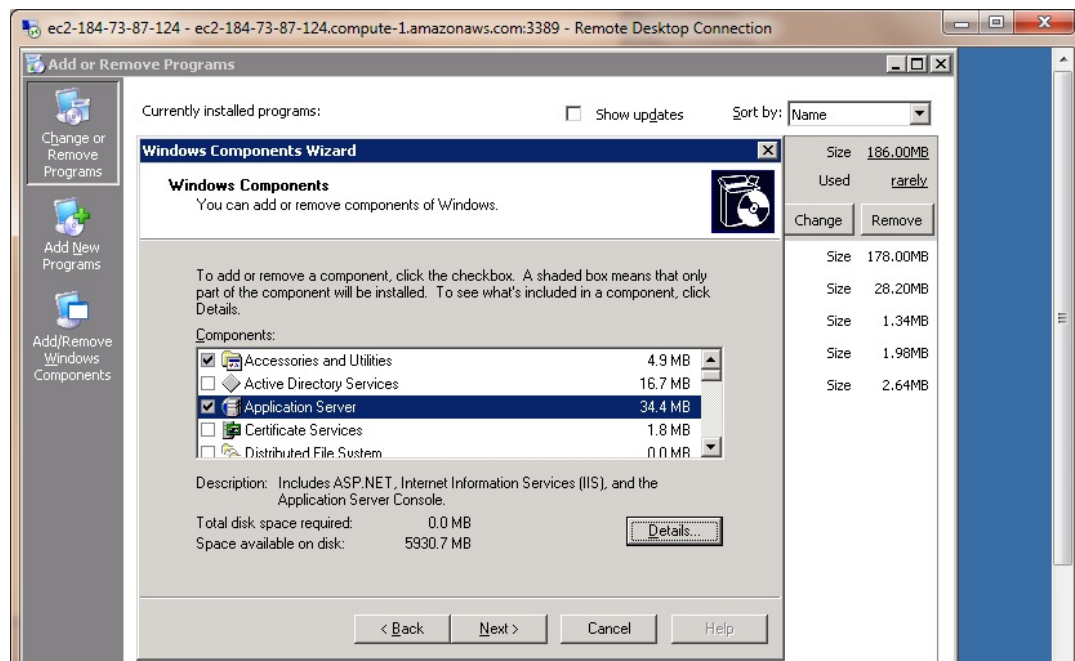 ec2-184-73-87-124 - ec2-184-73-87-124.compute-1.amazonaws.com:3389 - Remote Desktop Connection
Add or Remove Programs
Change or
Remove
Programs
Add New
Programs
Add/Remove
Windows
Components
Currently installed programs:
Show updates
Sort by:
Name
Size 186.00MB
Used rarely
Change
Remove
Size 178.00MB
Size 28.20MB
Size 1.34MB
Size 1.98MB
Size 2.64MB
Windows Components Wizard
Windows Components
You can add or remove components of Windows.
To add or remove a component, click the checkbox. A shaded box means that only
part of the component will be installed. To see what's included in a component, click
Details.
Components:
Accessories and Utilities 4.9 MB
Active Directory Services 16.7 MB
Application Server 34.4 MB
Certificate Services 1.8 MB
Distributed File System 0.0 MB
Description: Includes ASP.NET, Internet Information Services (IIS), and the
Application Server Console.
Total disk space required: 0.0 MB
Space available on disk: 5930.7 MB
Details...
< Back
Next >
Cancel
Help